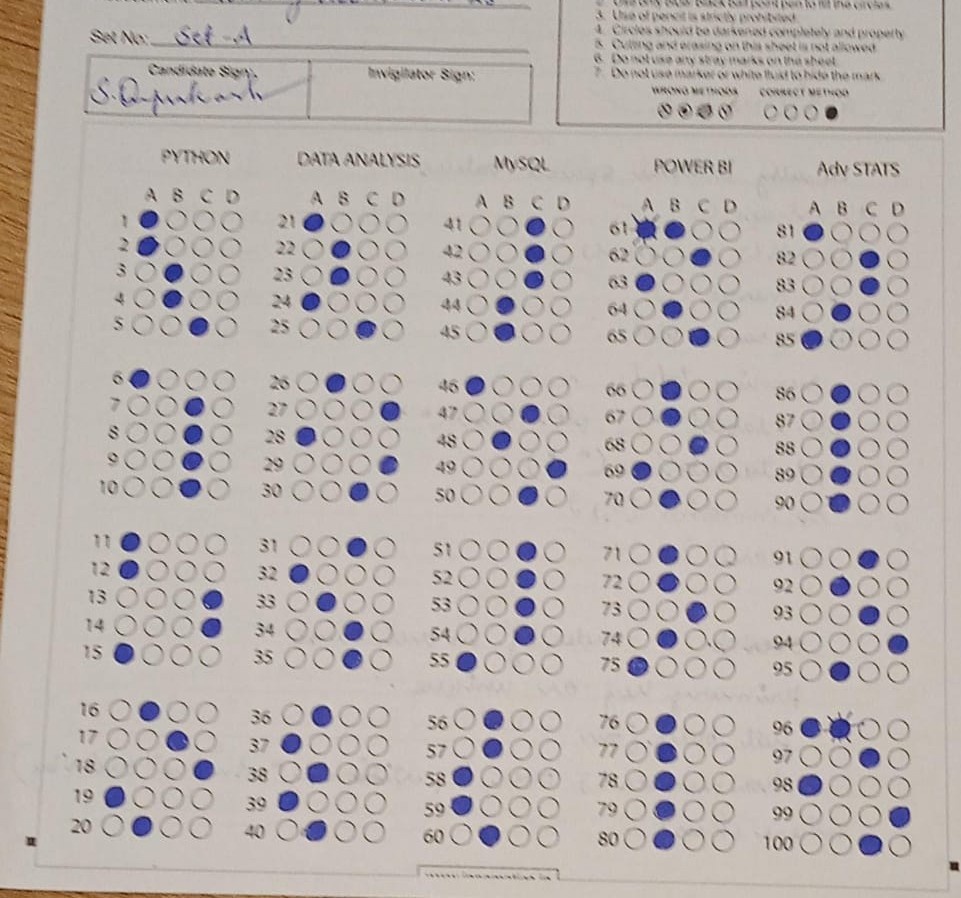 3. Use of pencil is strictly prohibited.
4. Circles should be darkened completely and properly.
5. Cutting and erasing on this sheet is not allowed.
6. Do not use any stray marks on the sheet.
7. Do not use marker or white fluid to hide the mark.
WRONG METHODS CORRECT METHOD
Set No: Set-A
Candidate Sign: Invigilator Sign:
PYTHON DATA ANALYSIS MySQL POWER BI Adv STATS
A B C D A B C D A B C D A B C D A B C D
1 21 41 61 81
2 22 42 62 82
3 23 43 63 83
4 24 44 64 84
5 25 45 65 85
6 26 46 66 86
7 27 47 67 87
8 28 48 68 88
9 29 49 69 89
10 30 50 70 90
11 31 51 71 91
12 32 52 72 92
13 33 53 73 93
14 34 54 74 94
15 35 55 75 95
16 36 56 76 96
17 37 57 77 97
18 38 58 78 98
19 39 59 79 99
20 40 60 80 100